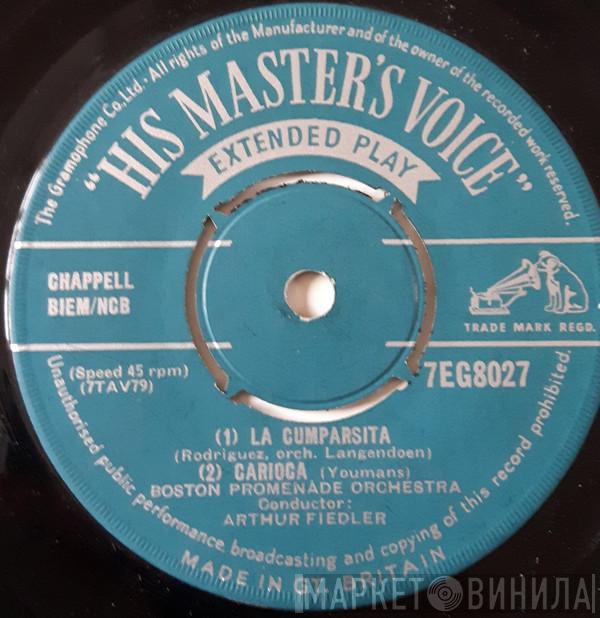 The Gramophone Co., Ltd. · All rights of the Manufacturer and of the owner of the recorded work reserved.
"HIS MASTER'S VOICE"
EXTENDED PLAY
CHAPPELL
BIEM/NCB
TRADE MARK REGD.
(Speed 45 rpm)
(7TAV79)
7EG8027
(1) LA CUMPARSITA
(Rodriguez, orch. Langendoen)
(2) CARIOCA (Youmans)
BOSTON PROMENADE ORCHESTRA
Conductor:
ARTHUR FIEDLER
Unauthorised public performance, broadcasting and copying of this record prohibited.
MADE IN GT. BRITAIN
МАРКЕТ ВИНИЛА